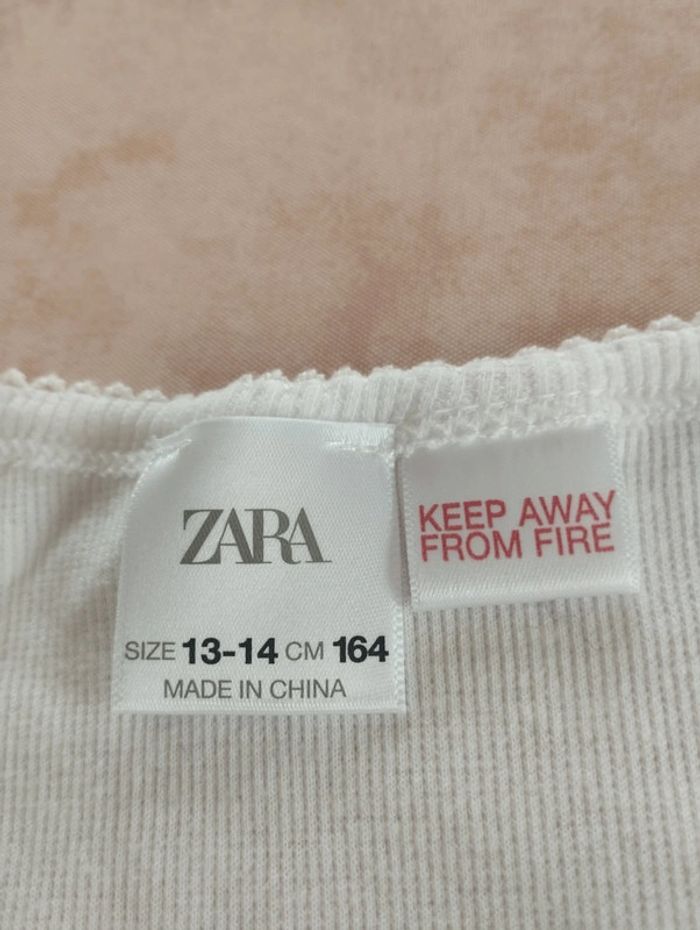 ZARA
SIZE 13-14 CM 164
MADE IN CHINA
KEEP AWAY
FROM FIRE